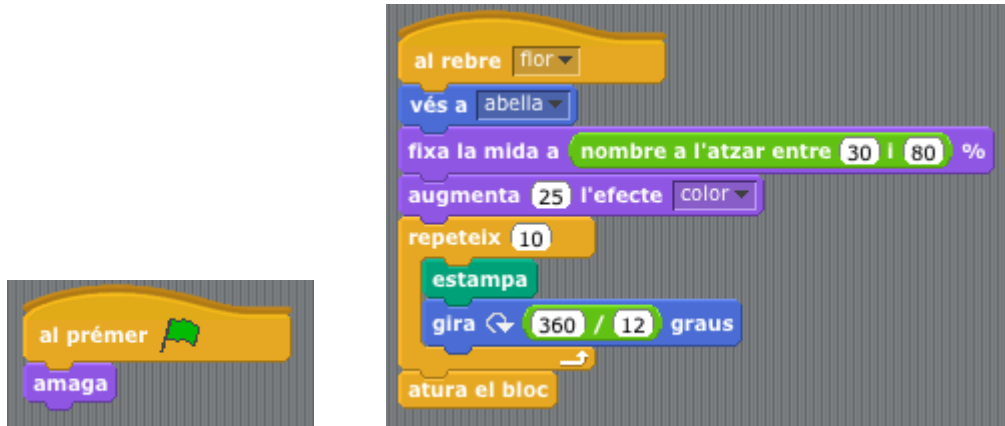 al prémer
amaga
al rebre flor
vés a abella
fixa la mida a nombre a l'atzar entre 30 i 80 %
augmenta 25 l'efecte color
repeteix 10
estampa
gira 360 / 12 graus
atura el bloc